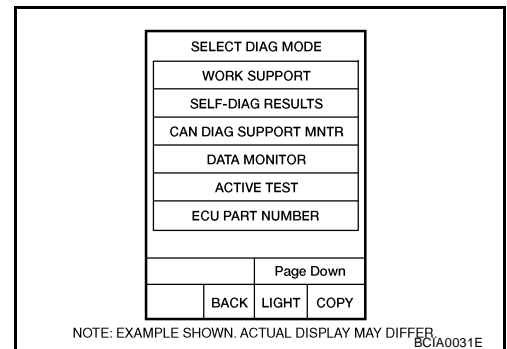 SELECT DIAG MODE
WORK SUPPORT
SELF-DIAG RESULTS
CAN DIAG SUPPORT MNTR
DATA MONITOR
ACTIVE TEST
ECU PART NUMBER
Page Down
BACK LIGHT COPY
NOTE: EXAMPLE SHOWN. ACTUAL DISPLAY MAY DIFFER.
BCIA0031E